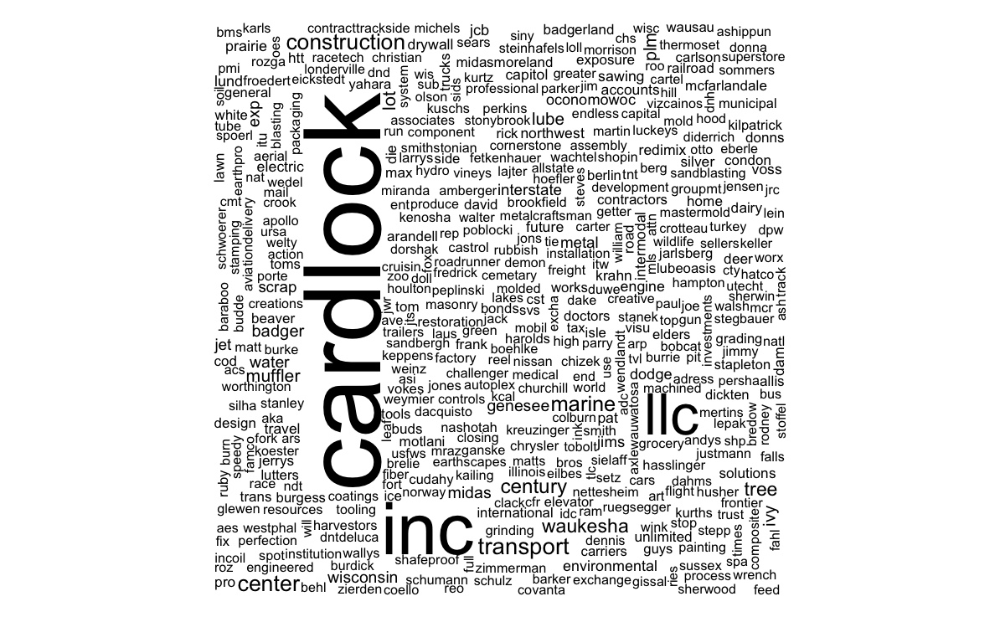 bms karls contracttrackside michels jcb siny badgerland chs wisc wausau ashippun
prairie oes construction drywall sears steinhafels loll morrison plm thermoset donna
rozga htt racetech christian trucks midasmoreland exposure roo railroad carlson superstore
pmi londerville dnd system wis sids kurtz capitol greater sawing cartel sommers
lundfroedert eickstedt yahara sub professional parker jim accounts hill mcfarlandale
soil general lot olson oconomowoc vizcainos dnh municipal
white exp blasting packaging cardlock kuschs perkins endless capital
tube itu associates stonybrook lube mold hood kilpatrick
spoerl run component rick northwest martin luckeys diderrich donns
aerial die smithstonian cornerstone assembly redimix otto eberle
lawn earthpro electric larrys side fetkenhauer wachtel shopin silver condon
nat wedel max hydro vineys lajter allstate hoefler steves berlin tnt berg sandblasting voss
mail miranda amberger interstate development groupmt jensen jrc
schwoerer cmt crook ent produce david brookfield contractors home
stamping aviationdelivery apollo kenosha walter metalcraftsman getter mastermold dairy lein
ursa arandell rep poblocki future carter william road intermodal attn crotteau turkey dpw
welty dorshak castrol rubbish jons tie metal wildlife sellers keller
action cruisin fox roadrunner demon installation itw mls jarlsberg deer worx
toms zoo doll fredrick cemetary freight krahn mlubeoasis cty hatco
porte scrap houlton peplinski molded works duwe engine hampton utecht ashtrack
baraboo budde creations jwr tom masonry lakes cst dake creative paul joe sherwin
beaver ave lls restoration jack bonds svs excha doctors stanek topgun investments walsh mcr stegbauer
badger trailers laus green mobil tax isle visu elders
jet matt burke sandbergh frank boehlke harolds high parry wendlandt arp bobcat grading natl
cod water keppens factory reel nissan chizek use tvl burrie pit jimmy damd
acs muffler weinz challenger medical end dodge adress stapleton
worthington asi vokes jones autoplex churchill world machined persha allis
silha stanley weymier controls kcal genesee marine adc wauwatosa llc dickten bus
design aka tools dacquisto colburn pat mertins bredow rodney stoffel
travel leaf buds nashotah kreuzinger ink smith lepak
ruby burn speedy famco fork ars motlani closing chrysler tobolt jims axle grocery andys shp
koester usfws mrazganske justmann falls
jerrys brelie earthscapes matts bros sielaff hasslinger
lutters fiber cudahy kailing illinois eilbes tlc setz cars dahms solutions
race ndt fort norway midas century nettesheim art flight husher tree
trans burgess coatings ice clack cfr elevator frontier
glewen resources tooling inc international idc ram ruegsegger kurths trust ivy
aes westphal will harvestors grinding waukesha wink stop stepp times compositer fahl
fix perfection dntdeluca transport dennis unlimited
incoil spot institution wallys carriers guys painting
roz engineered burdick shafeproof full zimmerman environmental sussex spa
pro center behl wisconsin schumann schulz barker exchange gissal ries process wrench
zierden coello reo covanta sherwood feed